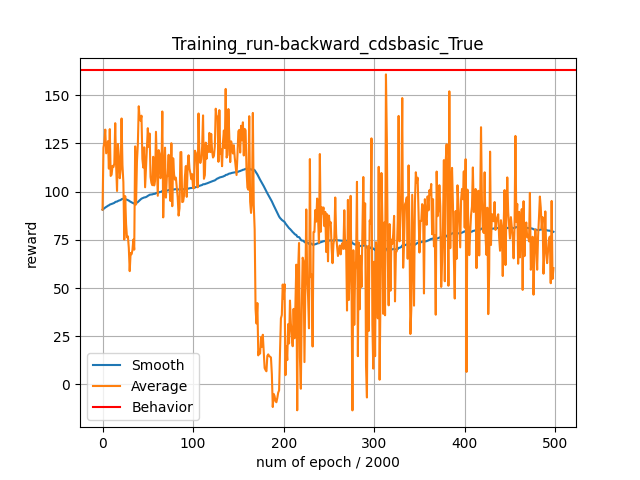 Training_run-backward_cdsbasic_True
reward
150
125
100
75
50
25
0
Smooth
Average
Behavior
0 100 200 300 400 500
num of epoch / 2000